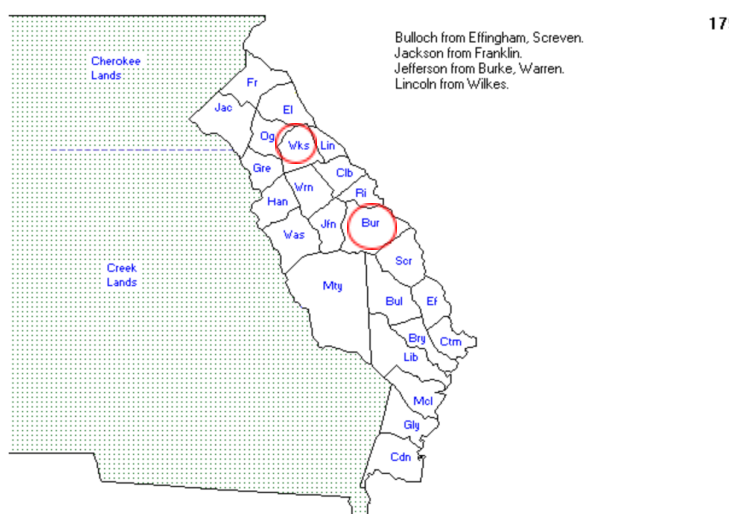 179
Bulloch from Effingham, Screven.
Jackson from Franklin.
Jefferson from Burke, Warren.
Lincoln from Wilkes.
Cherokee
Lands
Fr
Jac
El
Og
Wks
Lin
Gre
Clb
Wrn
Ri
Han
Jfn
Bur
Was
Scr
Creek
Lands
Mty
Bul
Ef
Bry
Ctm
Lib
McI
Gly
Cdn